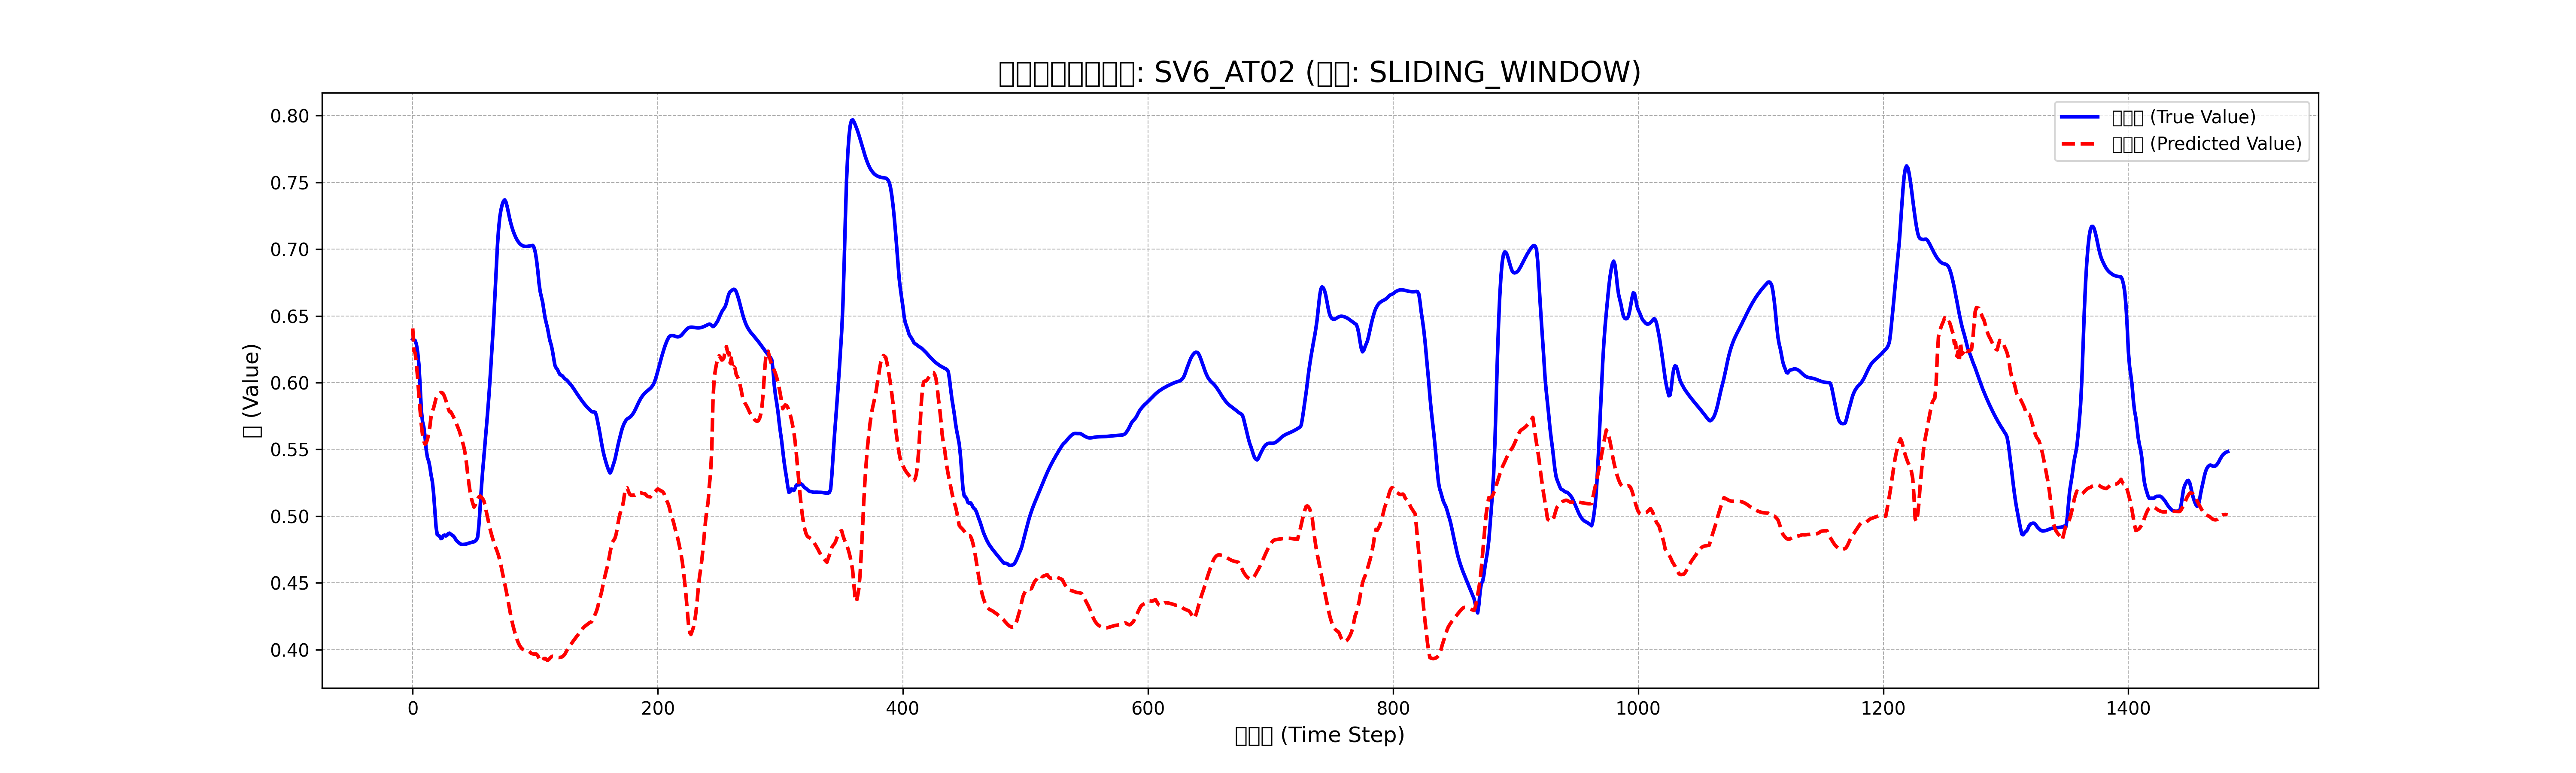 : SV6_AT02 (: SLIDING_WINDOW)
(True Value)
(Predicted Value)
(Value)
0.80
0.75
0.70
0.65
0.60
0.55
0.50
0.45
0.40
0 200 400 600 800 1000 1200 1400
(Time Step)